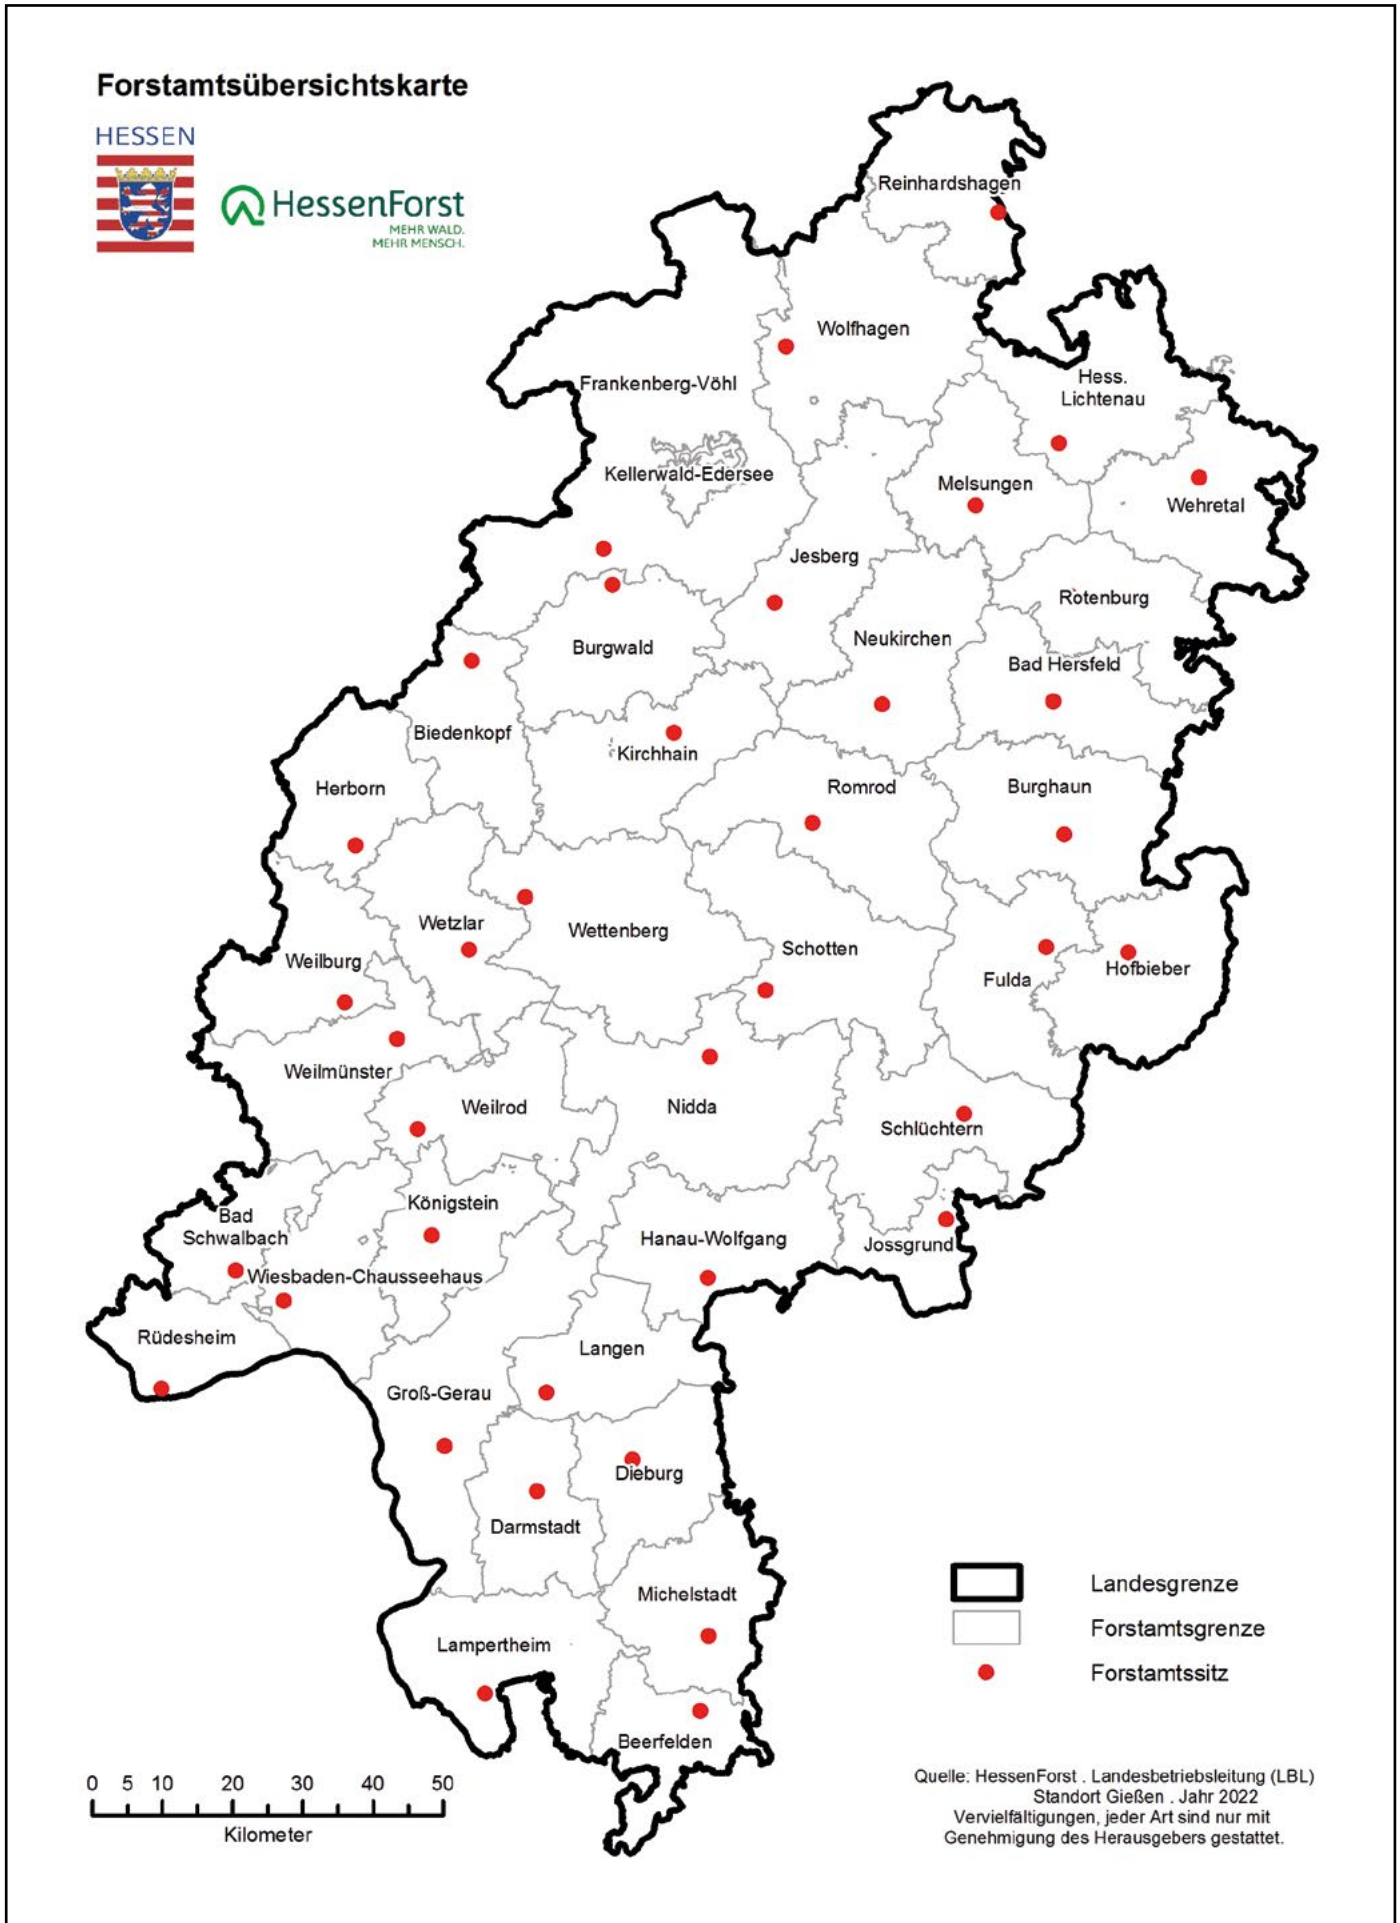 Forstamtsübersichtskarte
HESSEN
HessenForst
MEHR WALD.
MEHR MENSCH.
Reinhardshagen
Wolfhagen
Frankenberg-Vöhl
Hess.
Lichtenau
Kellerwald-Edersee
Melsungen
Wehretal
Jesberg
Rotenburg
Neukirchen
Burgwald
Bad Hersfeld
Biedenkopf
Kirchhain
Herborn
Romrod
Burghaun
Wetzlar
Wettenberg
Schotten
Weilburg
Fulda
Hofbieber
Weilmünster
Weilrod
Nidda
Schlüchtern
Königstein
Bad
Schwalbach
Hanau-Wolfgang
Jossgrund
Wiesbaden-Chausseehaus
Rüdesheim
Langen
Groß-Gerau
Dieburg
Darmstadt
Michelstadt
Lampertheim
Beerfelden
Landesgrenze
Forstamtsgrenze
Forstamtssitz
0 5 10 20 30 40 50
Kilometer
Quelle: HessenForst . Landesbetriebsleitung (LBL)
Standort Gießen . Jahr 2022
Vervielfältigungen, jeder Art sind nur mit
Genehmigung des Herausgebers gestattet.